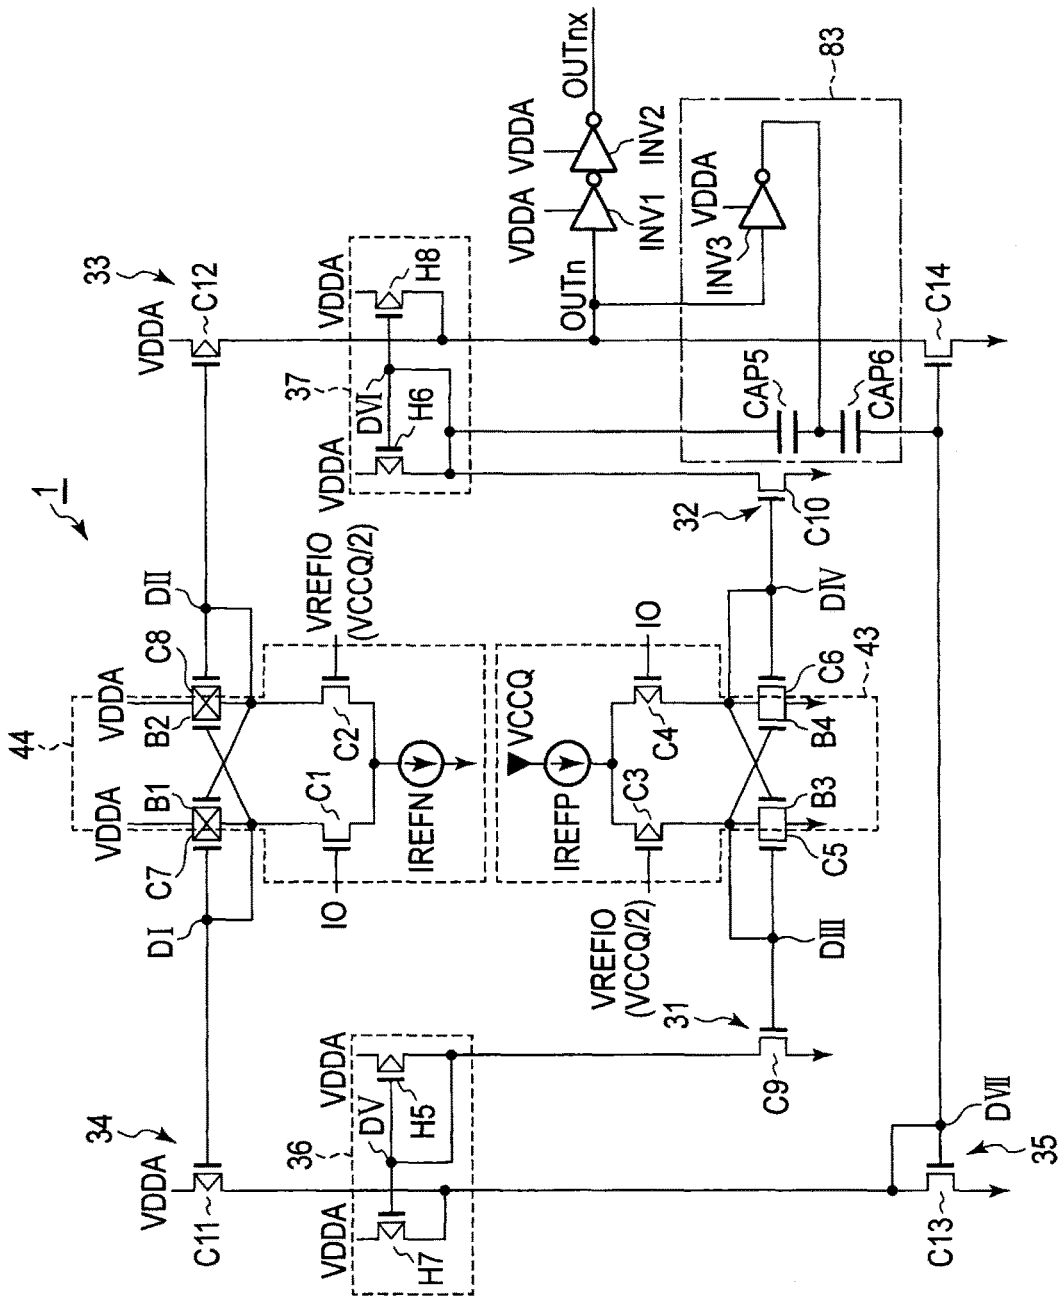 1
33
VDDA
C12
44
VDDA
B1
C7
VDDA
B2
C8
DII
DI
34
VDDA
C11
C1
C2
VREFIO
(VCCQ/2)
IO
IREFN
36
VDDA
DV
H5
VDDA
H7
37
VDDA
DVI
H6
VDDA
H8
VDDA
VDDA
OUTn
OUTnx
INV1
INV2
VCCQ
IREFP
C3
C4
IO
VREFIO
(VCCQ/2)
DIII
DIV
31
C9
32
C10
C5
B3
C6
B4
43
83
VDDA
INV3
CAP5
CAP6
C14
DVII
35
C13